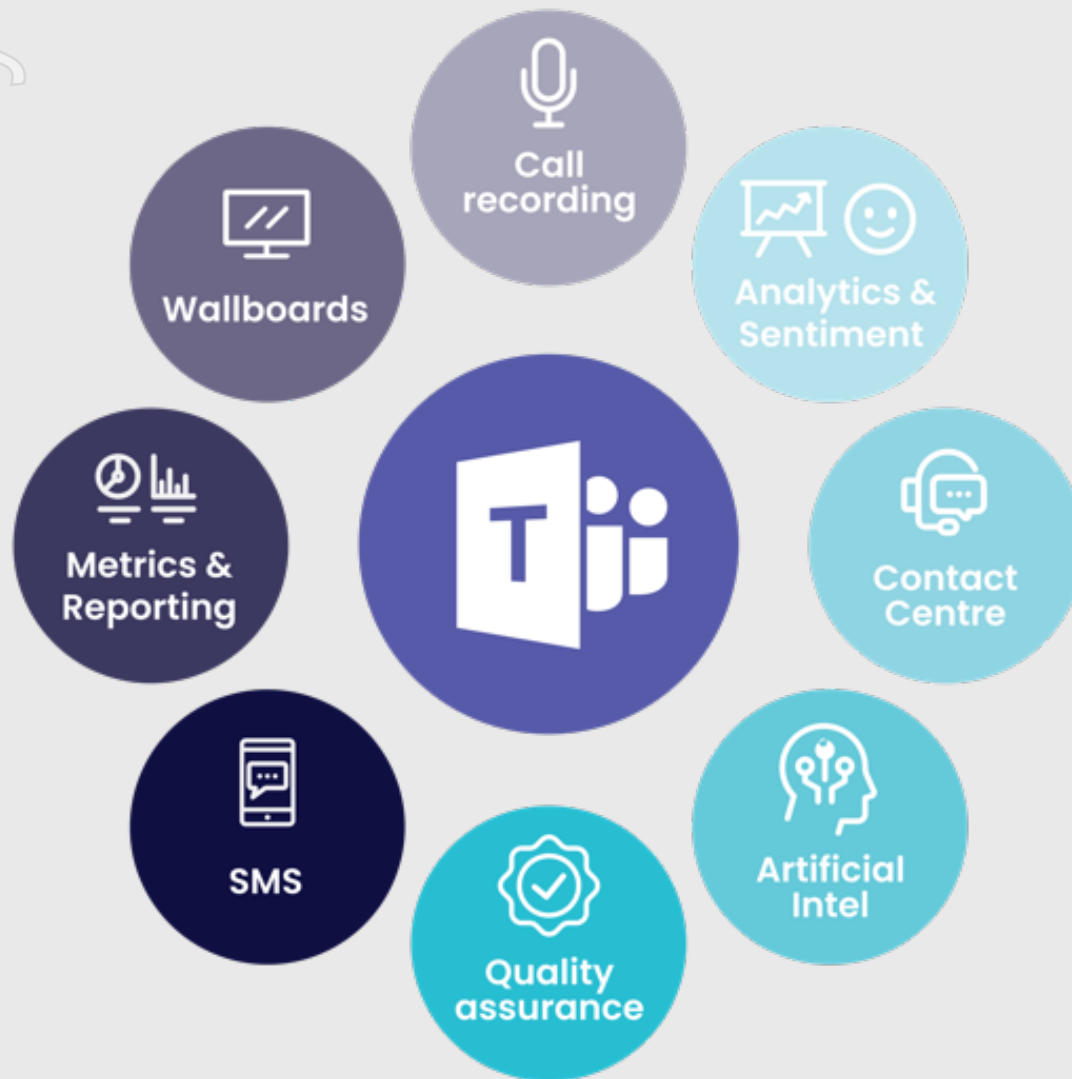 Call
recording
Analytics &
Sentiment
Contact
Centre
Artificial
Intel
Quality
assurance
SMS
Metrics &
Reporting
Wallboards
T